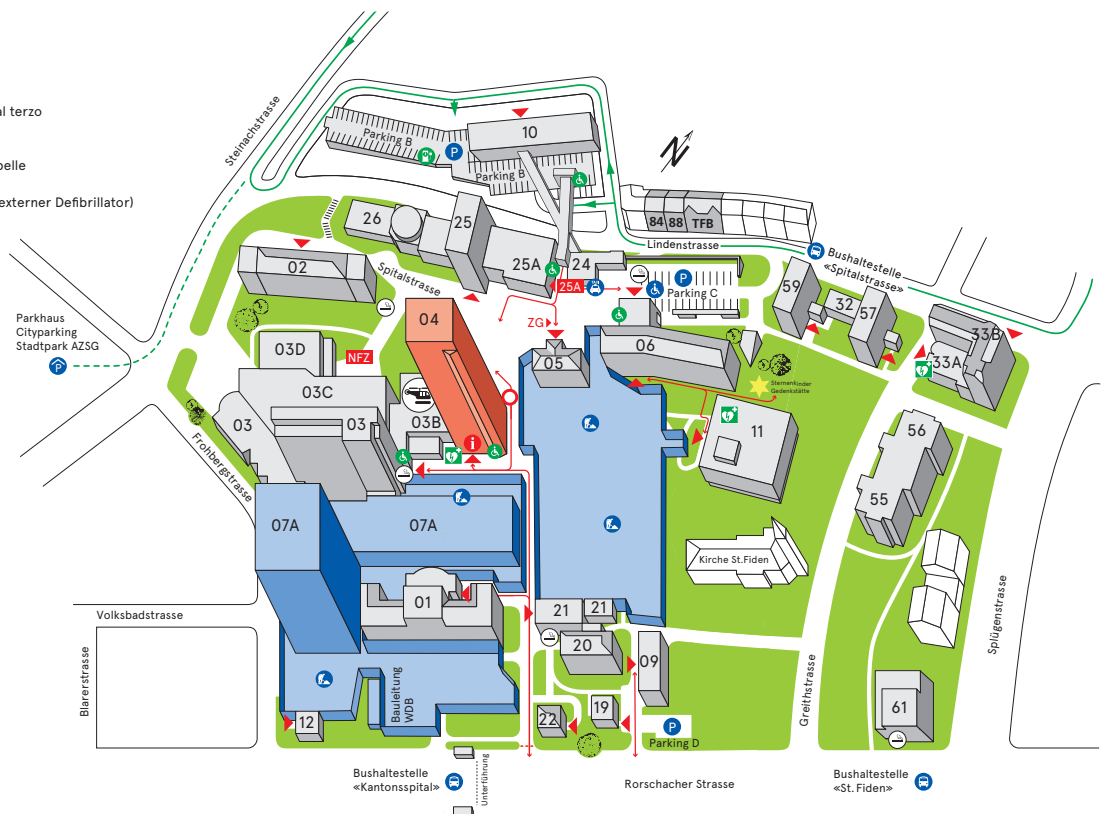 al terzo
pelle
externer Defibrillator)
Steinachstrasse
Parking B
10
P
Parking B
N
84 88 TFB
Lindenstrasse
Bushaltestelle
«Spitalstrasse»
26
25
25A
24
25A
P
Parking C
02
Spitalstrasse
59
32
57
33B
33A
Parkhaus
Cityparking
Stadtpark AZSG
P
04
ZG
05
06
03D
NFZ
Sternenkinder
Gedenkstätte
03C
03
03
03B
i
11
56
55
Frohbergstrasse
07A
07A
Kirche St.Fiden
Volksbadstrasse
01
21
21
20
09
Blarerstrasse
Bauleitung
WDB
12
22
19
P
Parking D
61
Greithstrasse
Splügenstrasse
Bushaltestelle
«Kantonsspital»
Unterführung
Rorschacher Strasse
Bushaltestelle
«St. Fiden»